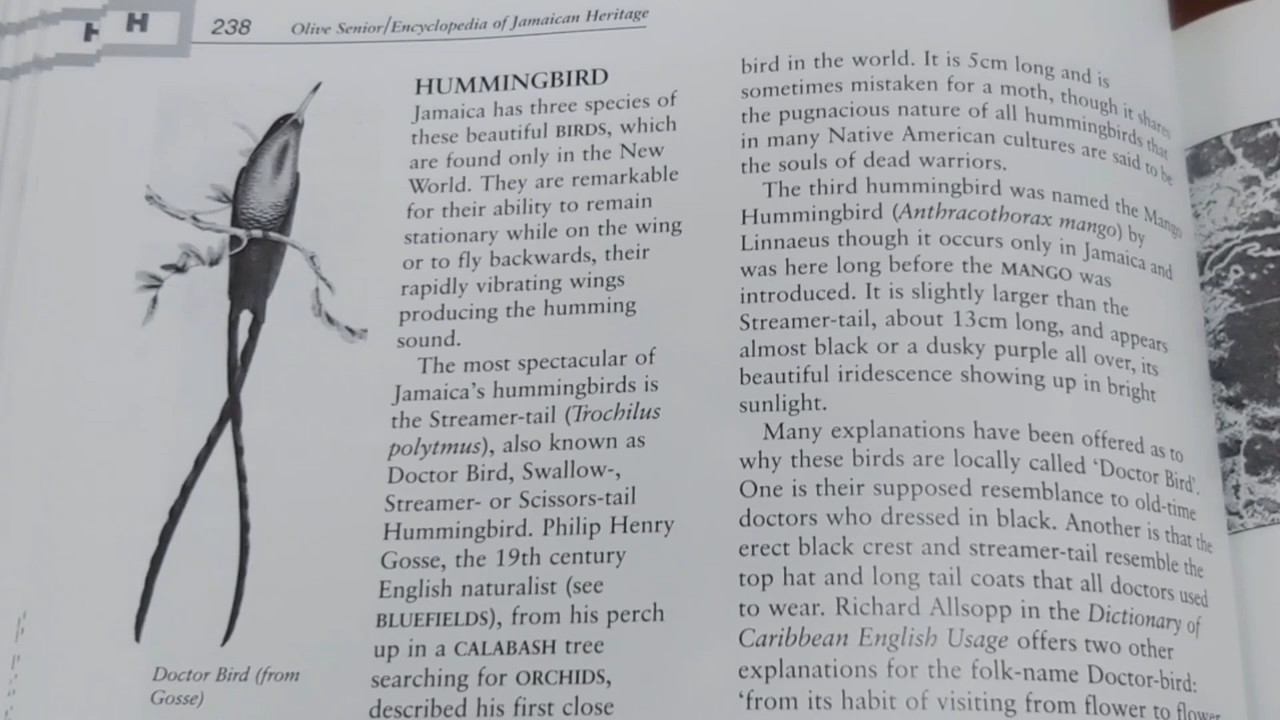 H
H
238
Olive Senior/Encyclopedia of Jamaican Heritage
Doctor Bird (from
Gosse)
HUMMINGBIRD
Jamaica has three species of
these beautiful BIRDS, which
are found only in the New
World. They are remarkable
for their ability to remain
stationary while on the wing
or to fly backwards, their
rapidly vibrating wings
producing the humming
sound.
The most spectacular of
Jamaica's hummingbirds is
the Streamer-tail (Trochilus
polytmus), also known as
Doctor Bird, Swallow-,
Streamer- or Scissors-tail
Hummingbird. Philip Henry
Gosse, the 19th century
English naturalist (see
BLUEFIELDS), from his perch
up in a CALABASH tree
searching for ORCHIDS,
described his first close
bird in the world. It is 5cm long and is
sometimes mistaken for a moth, though it shares
the pugnacious nature of all hummingbirds that
in many Native American cultures are said to be
the souls of dead warriors.
The third hummingbird was named the Mango
Hummingbird (Anthracothorax mango) by
Linnaeus though it occurs only in Jamaica and
was here long before the MANGO was
introduced. It is slightly larger than the
Streamer-tail, about 13cm long, and appears
almost black or a dusky purple all over, its
beautiful iridescence showing up in bright
sunlight.
Many explanations have been offered as to
why these birds are locally called 'Doctor Bird'.
One is their supposed resemblance to old-time
doctors who dressed in black. Another is that the
erect black crest and streamer-tail resemble the
top hat and long tail coats that all doctors used
to wear. Richard Allsopp in the Dictionary of
Caribbean English Usage offers two other
explanations for the folk-name Doctor-bird:
'from its habit of visiting from flower to flower